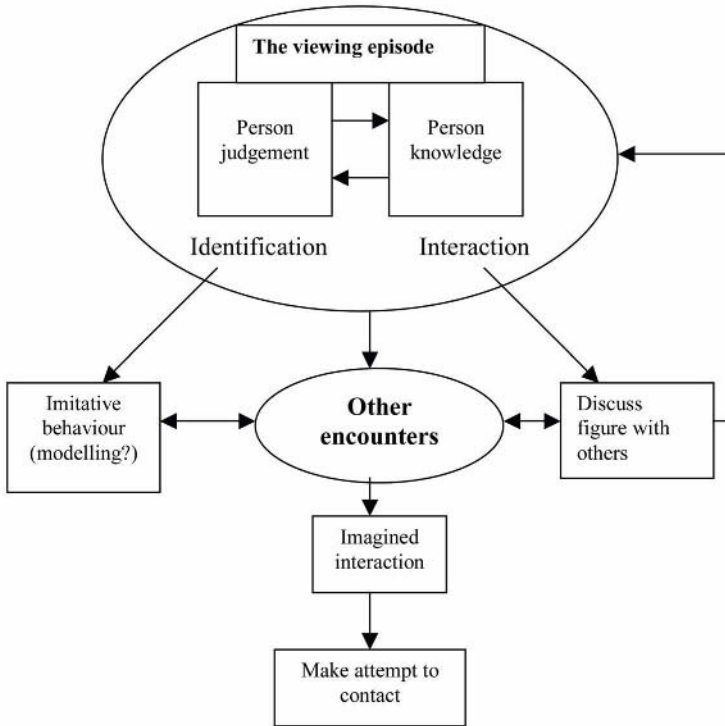 The viewing episode
Person
judgement
Person
knowledge
Identification
Interaction
Imitative
behaviour
(modelling?)
Other
encounters
Discuss
figure with
others
Imagined
interaction
Make attempt to
contact